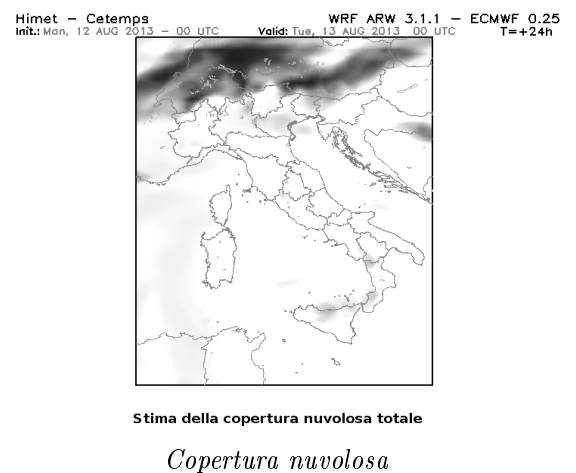 Himet – Cetemps WRF ARW 3.1.1 – ECMWF 0.25
Init.: Mon, 12 AUG 2013 – 00 UTC Valid: Tue, 13 AUG 2013 00 UTC T=+24h
Stima della copertura nuvolosa totale
Copertura nuvolosa